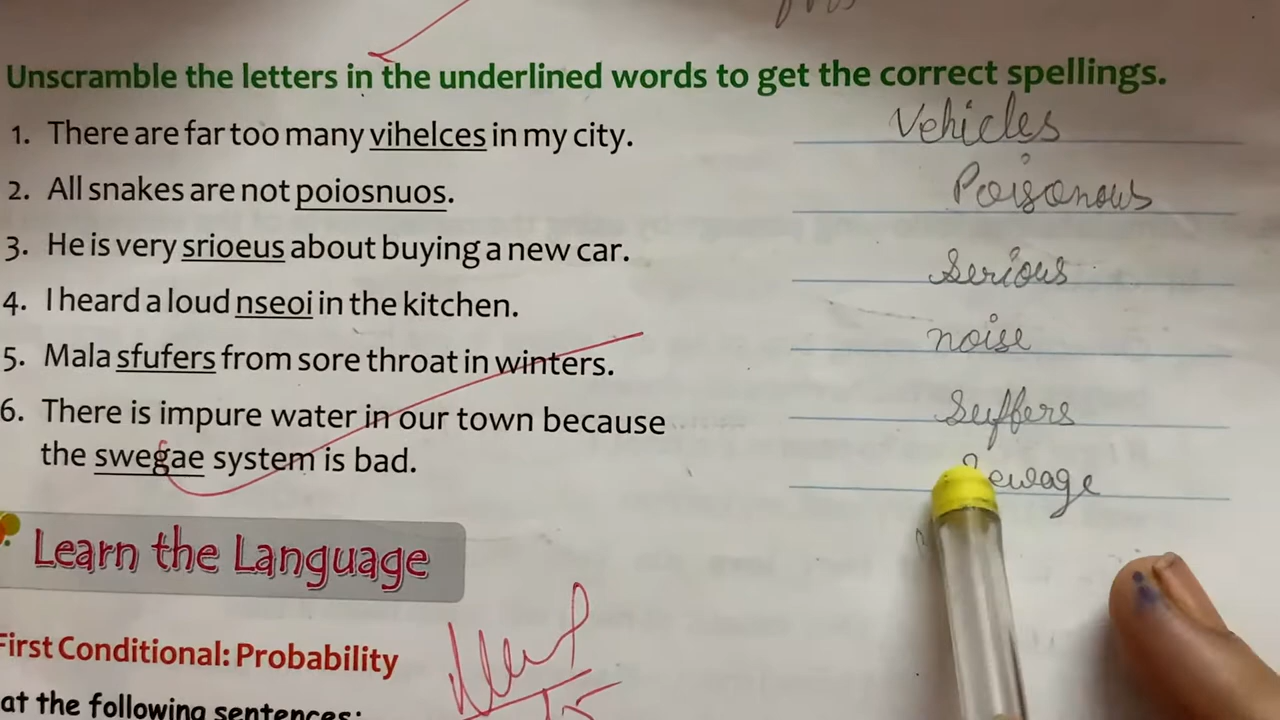 Unscramble the letters in the underlined words to get the correct spellings.
1. There are far too many vihelces in my city. Vehicles
2. All snakes are not poiosnuos. Poisonous
3. He is very srioeus about buying a new car. Serious
4. I heard a loud nseoi in the kitchen. noise
5. Mala sfufers from sore throat in winters. Suffers
6. There is impure water in our town because
the swegae system is bad. Sewage
Learn the Language
First Conditional: Probability
at the following sentences: